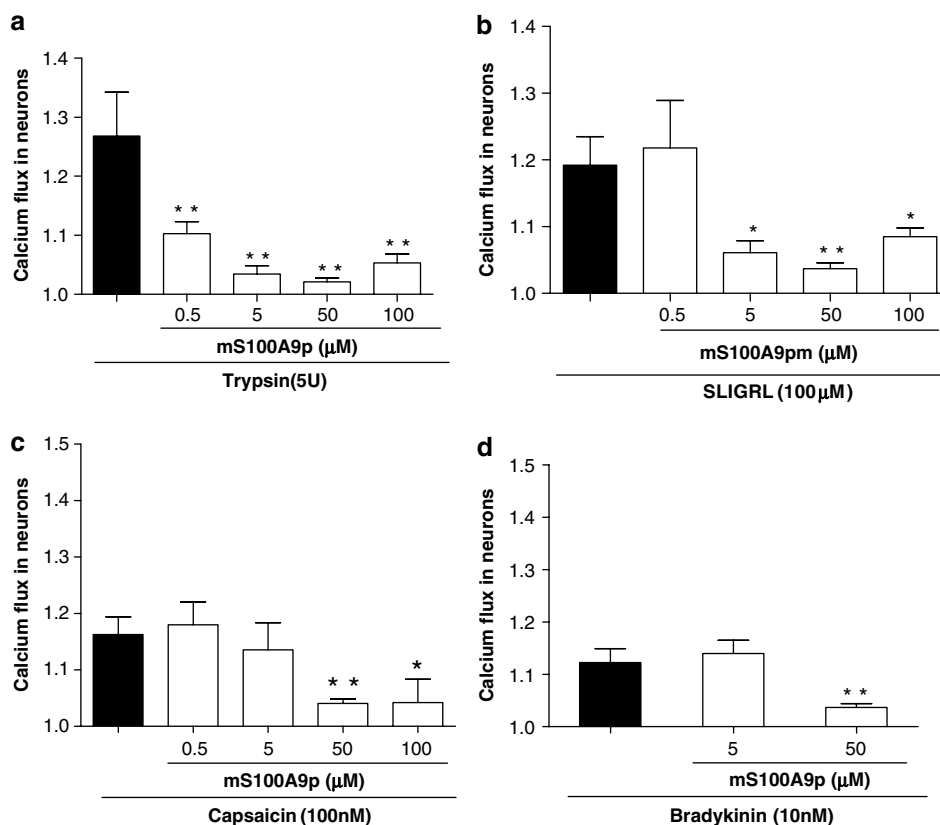 a
Calcium flux in neurons
1.4
1.3
1.2
1.1
1.0
** ** ** **
0.5 5 50 100
mS100A9p (μM)
Trypsin(5U)
b
Calcium flux in neurons
1.4
1.3
1.2
1.1
1.0
* ** *
0.5 5 50 100
mS100A9pm (μM)
SLIGRL (100μM)
c
Calcium flux in neurons
1.5
1.4
1.3
1.2
1.1
1.0
** *
0.5 5 50 100
mS100A9p (μM)
Capsaicin (100nM)
d
Calcium flux in neurons
1.5
1.4
1.3
1.2
1.1
1.0
**
5 50
mS100A9p (μM)
Bradykinin (10nM)